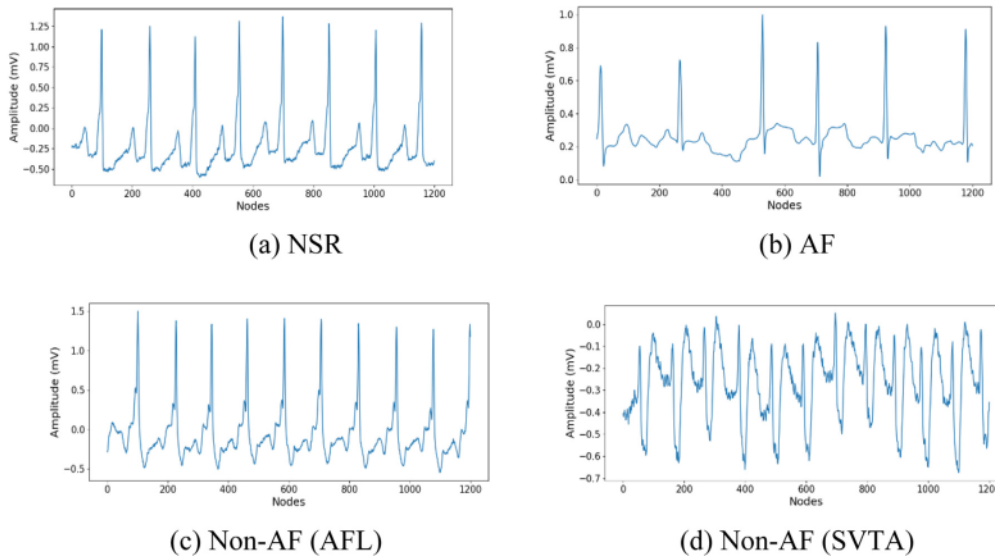 Amplitude (mV)
1.25
1.00
0.75
0.50
0.25
0.00
−0.25
−0.50
0 200 400 600 800 1000 1200
Nodes
(a) NSR
Amplitude (mV)
1.0
0.8
0.6
0.4
0.2
0.0
0 200 400 600 800 1000 1200
Nodes
(b) AF
Amplitude (mV)
1.5
1.0
0.5
0.0
−0.5
0 200 400 600 800 1000 1200
Nodes
(c) Non-AF (AFL)
Amplitude (mV)
0.0
−0.1
−0.2
−0.3
−0.4
−0.5
−0.6
−0.7
0 200 400 600 800 1000 1200
Nodes
(d) Non-AF (SVTA)